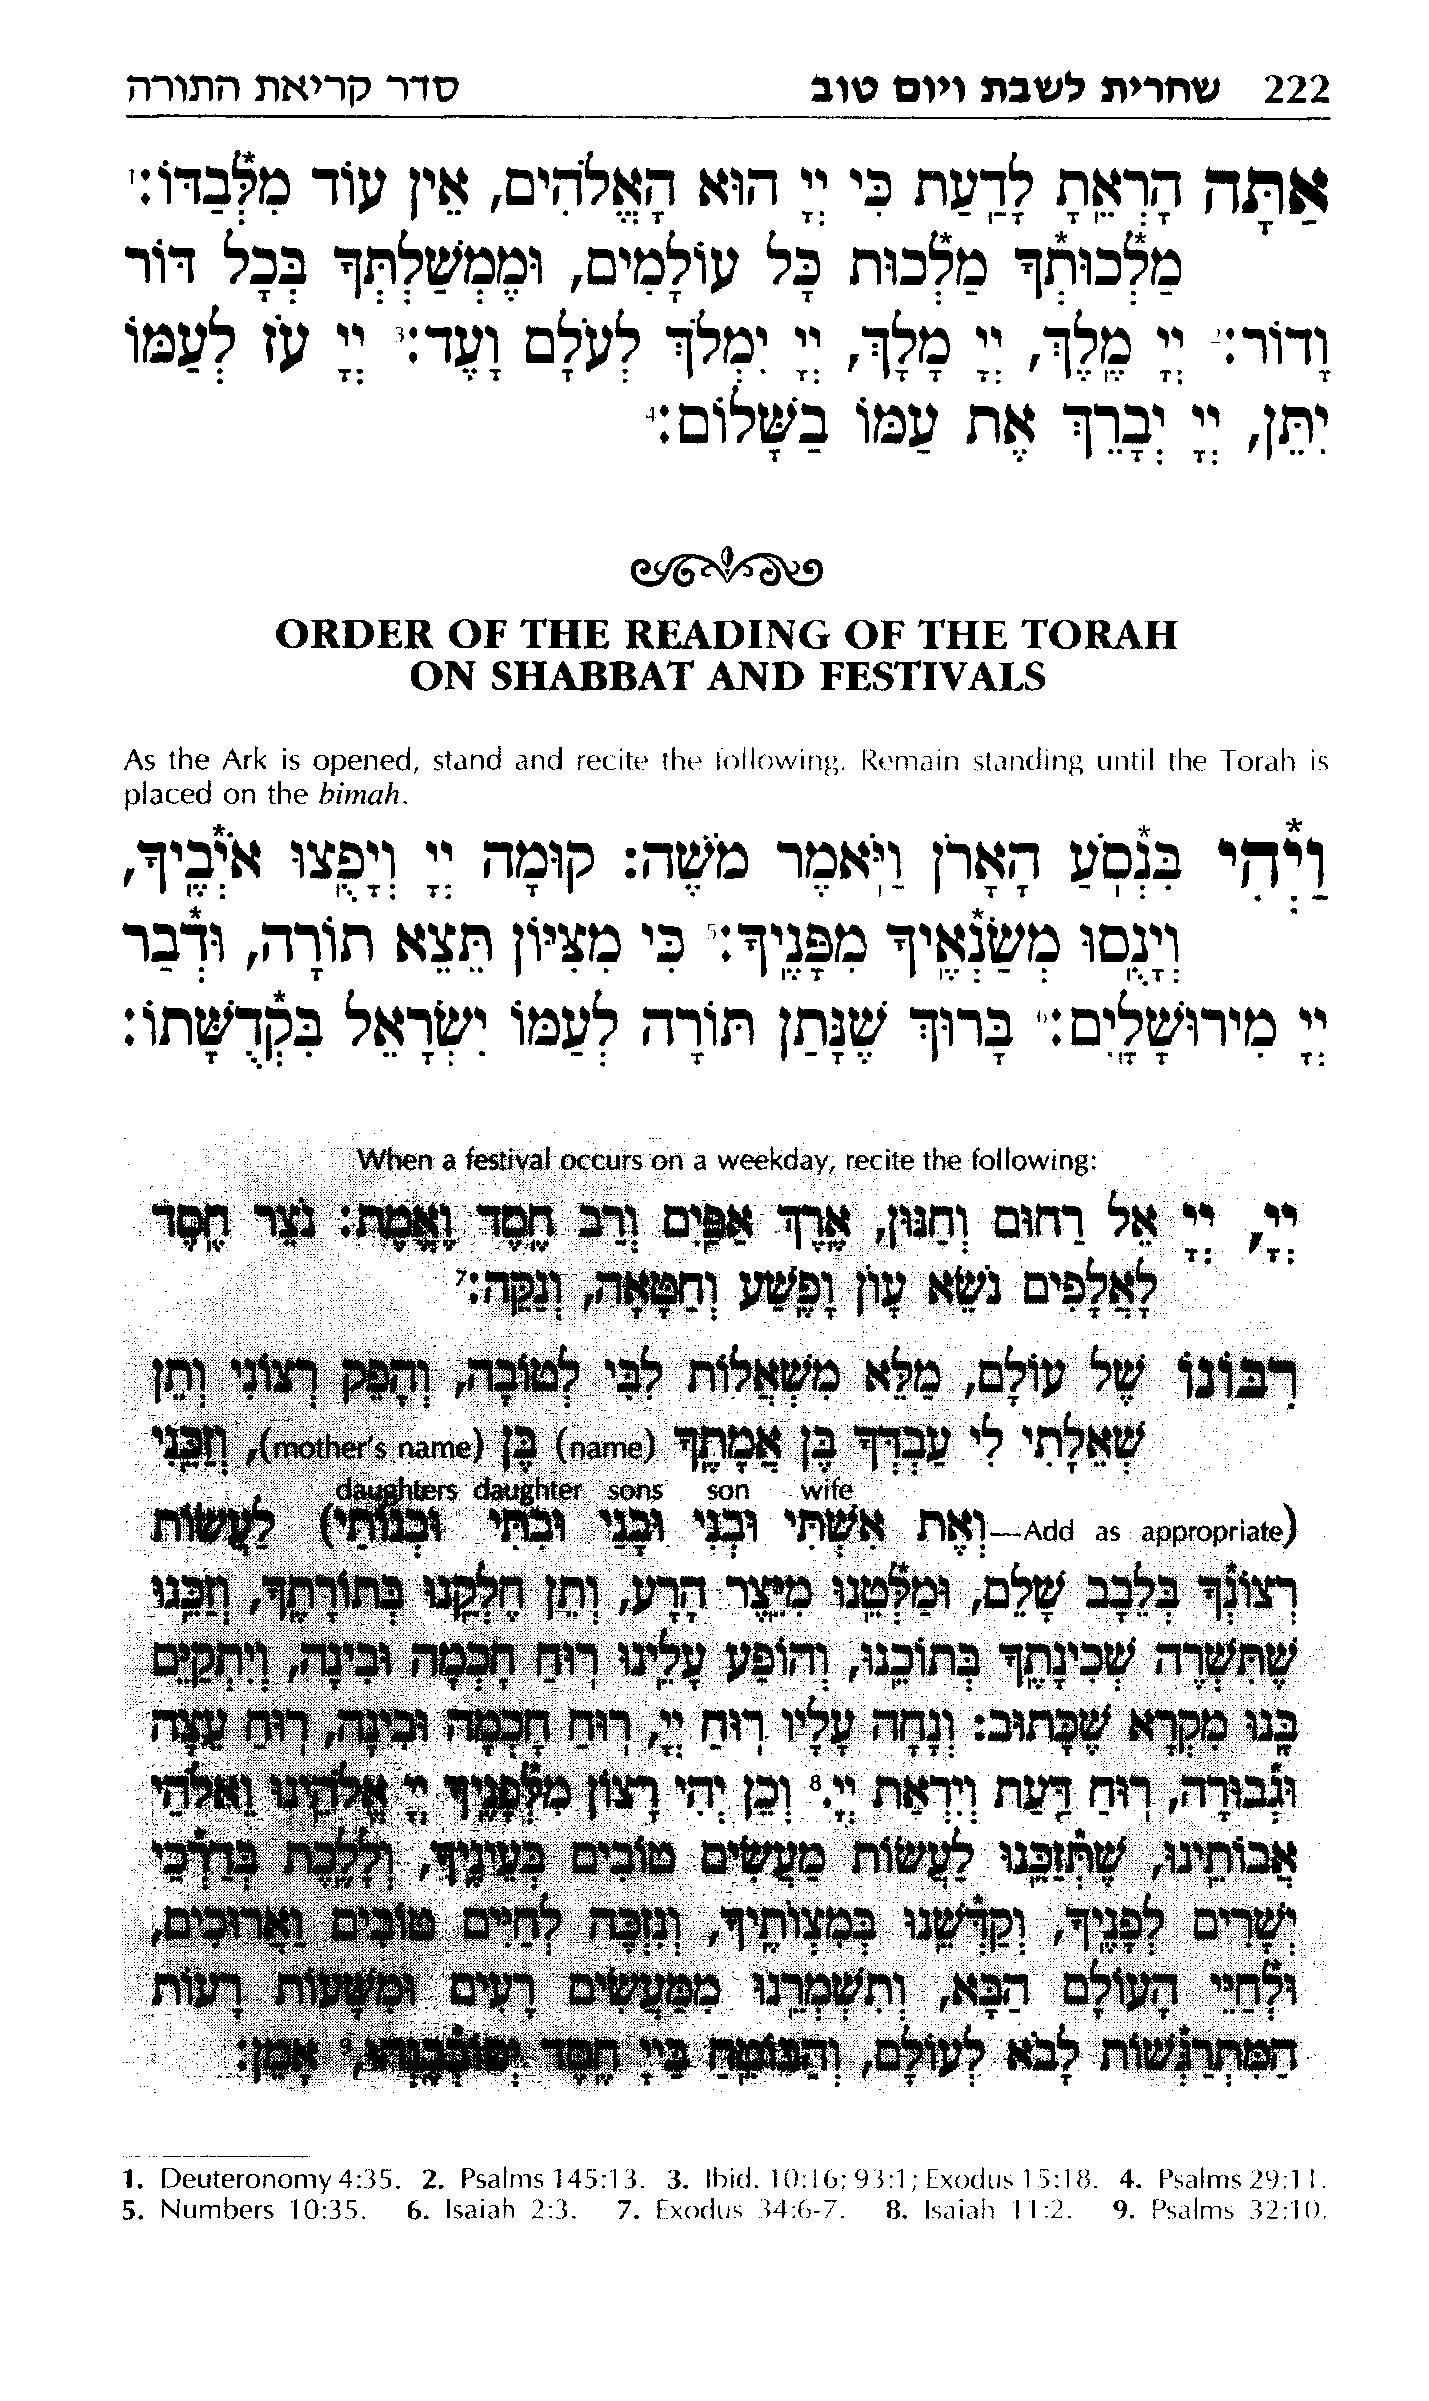 222 שחרית לשבת ויום טוב סדר קריאת התורה
אַתָּה הָרְאֵתָ לָדַעַת כִּי יְיָ הוּא הָאֱלֹהִים, אֵין עוֹד מִלְּבַדּוֹ:¹
מַלְכוּתְךָ מַלְכוּת כָּל עוֹלָמִים, וּמֶמְשַׁלְתְּךָ בְּכָל דּוֹר
וָדוֹר:² יְיָ מֶלֶךְ, יְיָ מָלָךְ, יְיָ יִמְלֹךְ לְעֹלָם וָעֶד:³ יְיָ עֹז לְעַמּוֹ
יִתֵּן, יְיָ יְבָרֵךְ אֶת עַמּוֹ בַשָּׁלוֹם:⁴
ORDER OF THE READING OF THE TORAH
ON SHABBAT AND FESTIVALS
As the Ark is opened, stand and recite the following. Remain standing until the Torah is
placed on the bimah.
וַיְהִי בִּנְסֹעַ הָאָרֹן וַיֹּאמֶר מֹשֶׁה: קוּמָה יְיָ וְיָפֻצוּ אֹיְבֶיךָ,
וְיָנֻסוּ מְשַׂנְאֶיךָ מִפָּנֶיךָ:⁵ כִּי מִצִּיּוֹן תֵּצֵא תוֹרָה, וּדְבַר
יְיָ מִירוּשָׁלָיִם:⁶ בָּרוּךְ שֶׁנָּתַן תּוֹרָה לְעַמּוֹ יִשְׂרָאֵל בִּקְדֻשָּׁתוֹ:
When a festival occurs on a weekday, recite the following:
יְיָ, יְיָ אֵל רַחוּם וְחַנּוּן, אֶרֶךְ אַפַּיִם וְרַב חֶסֶד וֶאֱמֶת: נֹצֵר חֶסֶד
לָאֲלָפִים נֹשֵׂא עָוֹן וָפֶשַׁע וְחַטָּאָה, וְנַקֵּה:⁷
רִבּוֹנוֹ שֶׁל עוֹלָם, מַלֵּא מִשְׁאֲלוֹת לִבִּי לְטוֹבָה, וְהָפֵק רְצוֹנִי וְתֵן
שְׁאֵלָתִי לִי עַבְדְּךָ בֶּן אֲמָתֶךָ (name) בֶּן (mother's name), וְזַכֵּנִי
wife son sons daughter daughters
(Add as appropriate—וְאֶת אִשְׁתִּי וּבְנִי וּבָנַי וּבִתִּי וּבְנוֹתַי) לַעֲשׂוֹת
רְצוֹנְךָ בְּלֵבָב שָׁלֵם, וּמַלְּטֵנוּ מִיֵּצֶר הָרָע, וְתֵן חֶלְקֵנוּ בְּתוֹרָתֶךָ, וְזַכֵּנוּ
שֶׁתִּשְׁרֶה שְׁכִינָתְךָ בְּתוֹכֵנוּ, וְהוֹפַע עָלֵינוּ רוּחַ חָכְמָה וּבִינָה, וְיִתְקַיֵּם
בָּנוּ מִקְרָא שֶׁכָּתוּב: וְנָחָה עָלָיו רוּחַ יְיָ, רוּחַ חָכְמָה וּבִינָה, רוּחַ עֵצָה
וּגְבוּרָה, רוּחַ דַּעַת וְיִרְאַת יְיָ.⁸ וְכֵן יְהִי רָצוֹן מִלְּפָנֶיךָ יְיָ אֱלֹהֵינוּ וֵאלֹהֵי
אֲבוֹתֵינוּ, שֶׁתְּזַכֵּנוּ לַעֲשׂוֹת מַעֲשִׂים טוֹבִים בְּעֵינֶיךָ, וְלָלֶכֶת בְּדַרְכֵי
יְשָׁרִים לְפָנֶיךָ, וְקַדְּשֵׁנוּ בְּמִצְוֹתֶיךָ, וְנִזְכֶּה לְחַיִּים טוֹבִים וַאֲרוּכִים,
וּלְחַיֵּי הָעוֹלָם הַבָּא, וְתִשְׁמְרֵנוּ מִמַּעֲשִׂים רָעִים וּמִשָּׁעוֹת רָעוֹת
הַמִּתְרַגְּשׁוֹת לָבֹא לְעוֹלָם, וְהַבּוֹטֵחַ בַּיְיָ חֶסֶד יְסוֹבְבֶנְהוּ,⁹ אָמֵן:
1. Deuteronomy 4:35. 2. Psalms 145:13. 3. Ibid. 10:16; 93:1; Exodus 15:18. 4. Psalms 29:11.
5. Numbers 10:35. 6. Isaiah 2:3. 7. Exodus 34:6-7. 8. Isaiah 11:2. 9. Psalms 32:10.